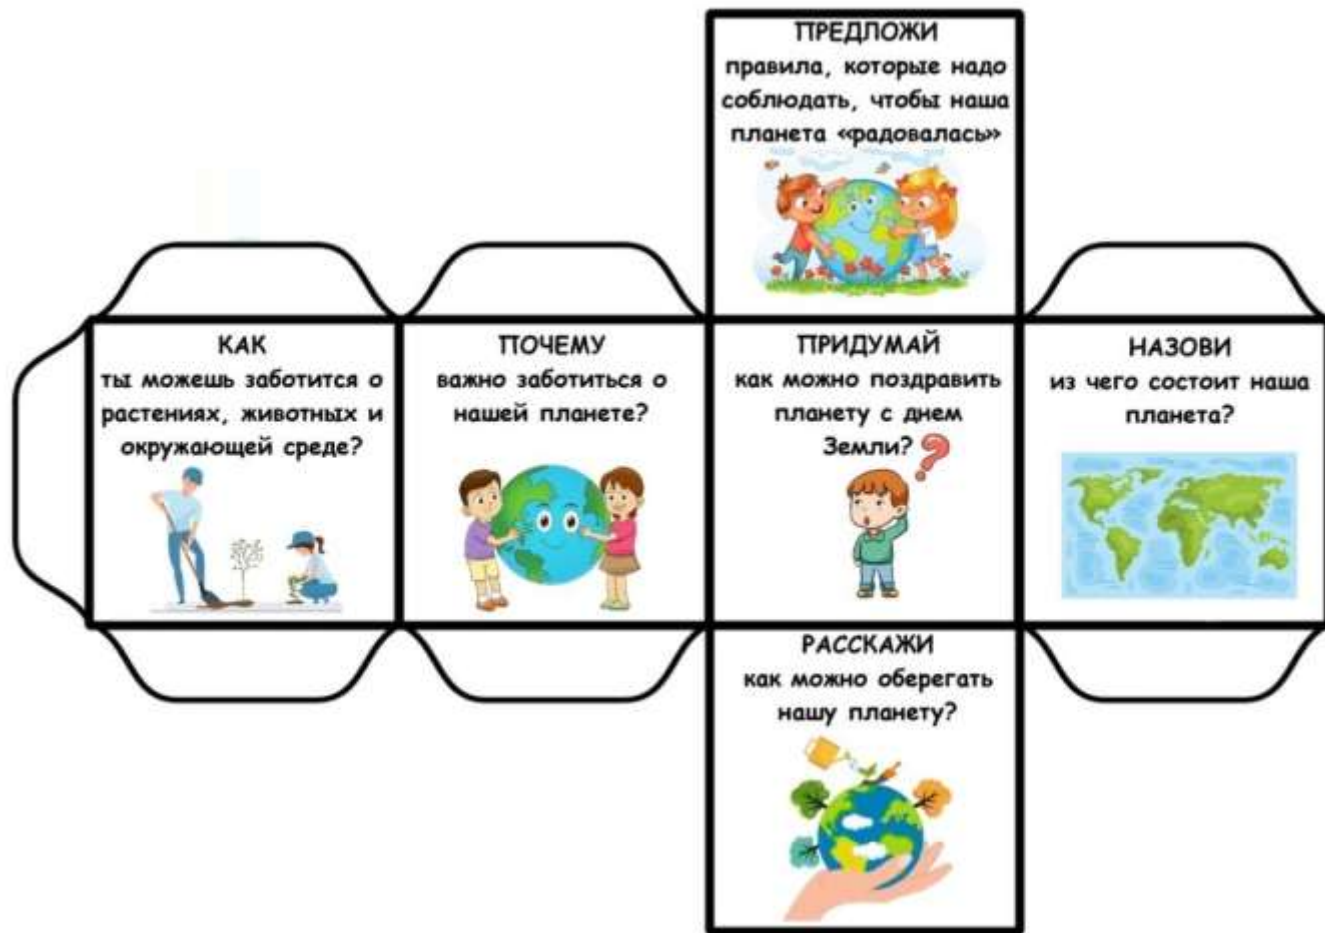 ПРЕДЛОЖИ
правила, которые надо
соблюдать, чтобы наша
планета «радовалась»
КАК
ты можешь заботится о
растениях, животных и
окружающей среде?
ПОЧЕМУ
важно заботиться о
нашей планете?
ПРИДУМАЙ
как можно поздравить
планету с днем
Земли?
НАЗОВИ
из чего состоит наша
планета?
РАССКАЖИ
как можно оберегать
нашу планету?